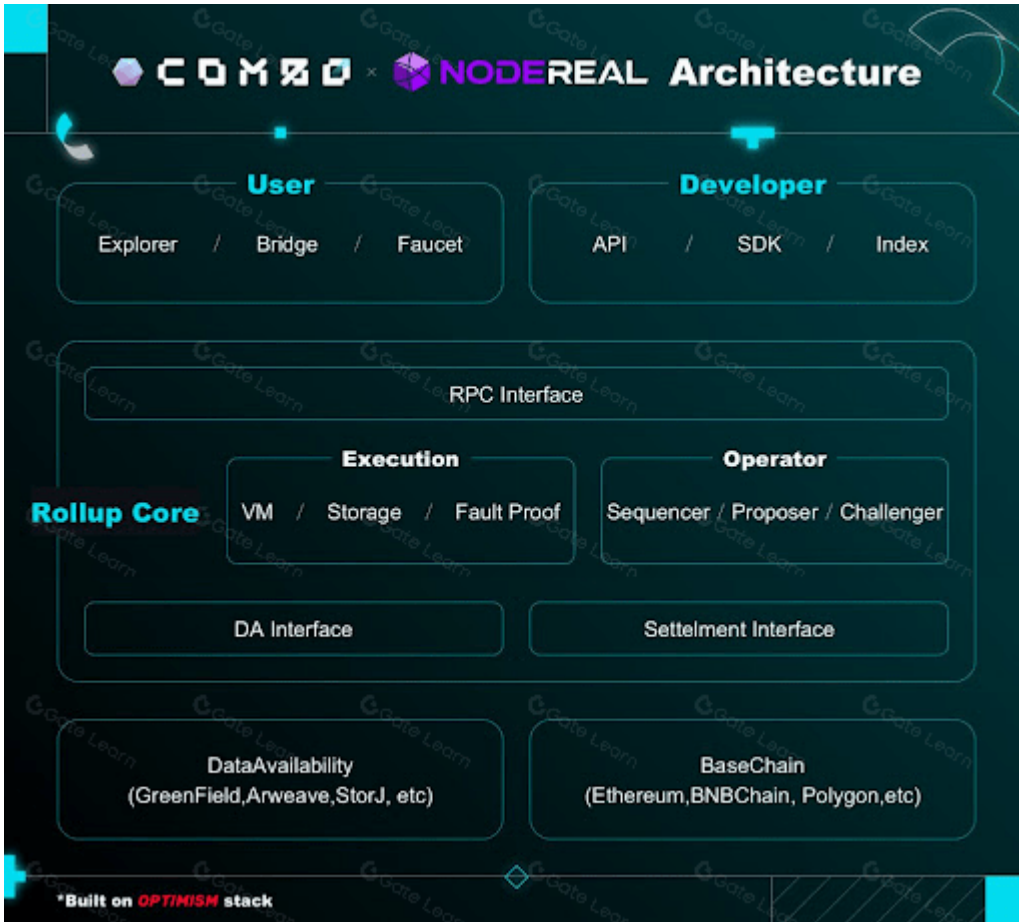 COMBO × NODEREAL Architecture
User
Explorer / Bridge / Faucet
Developer
API / SDK / Index
RPC Interface
Rollup Core
Execution
VM / Storage / Fault Proof
Operator
Sequencer / Proposer / Challenger
DA Interface
Settelment Interface
DataAvailability
(GreenField,Arweave,StorJ, etc)
BaseChain
(Ethereum,BNBChain, Polygon,etc)
*Built on OPTIMISM stack
Gate Learn